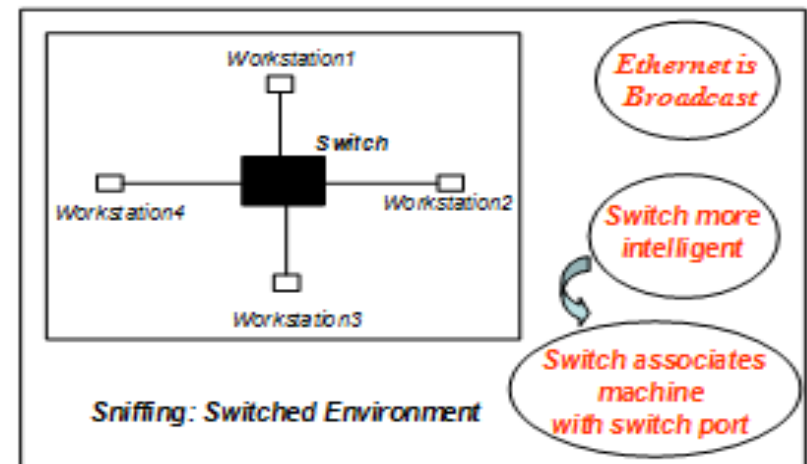 Workstation1
Switch
Workstation4
Workstation2
Workstation3
Sniffing: Switched Environment
Ethernet is
Broadcast
Switch more
intelligent
Switch associates
machine
with switch port